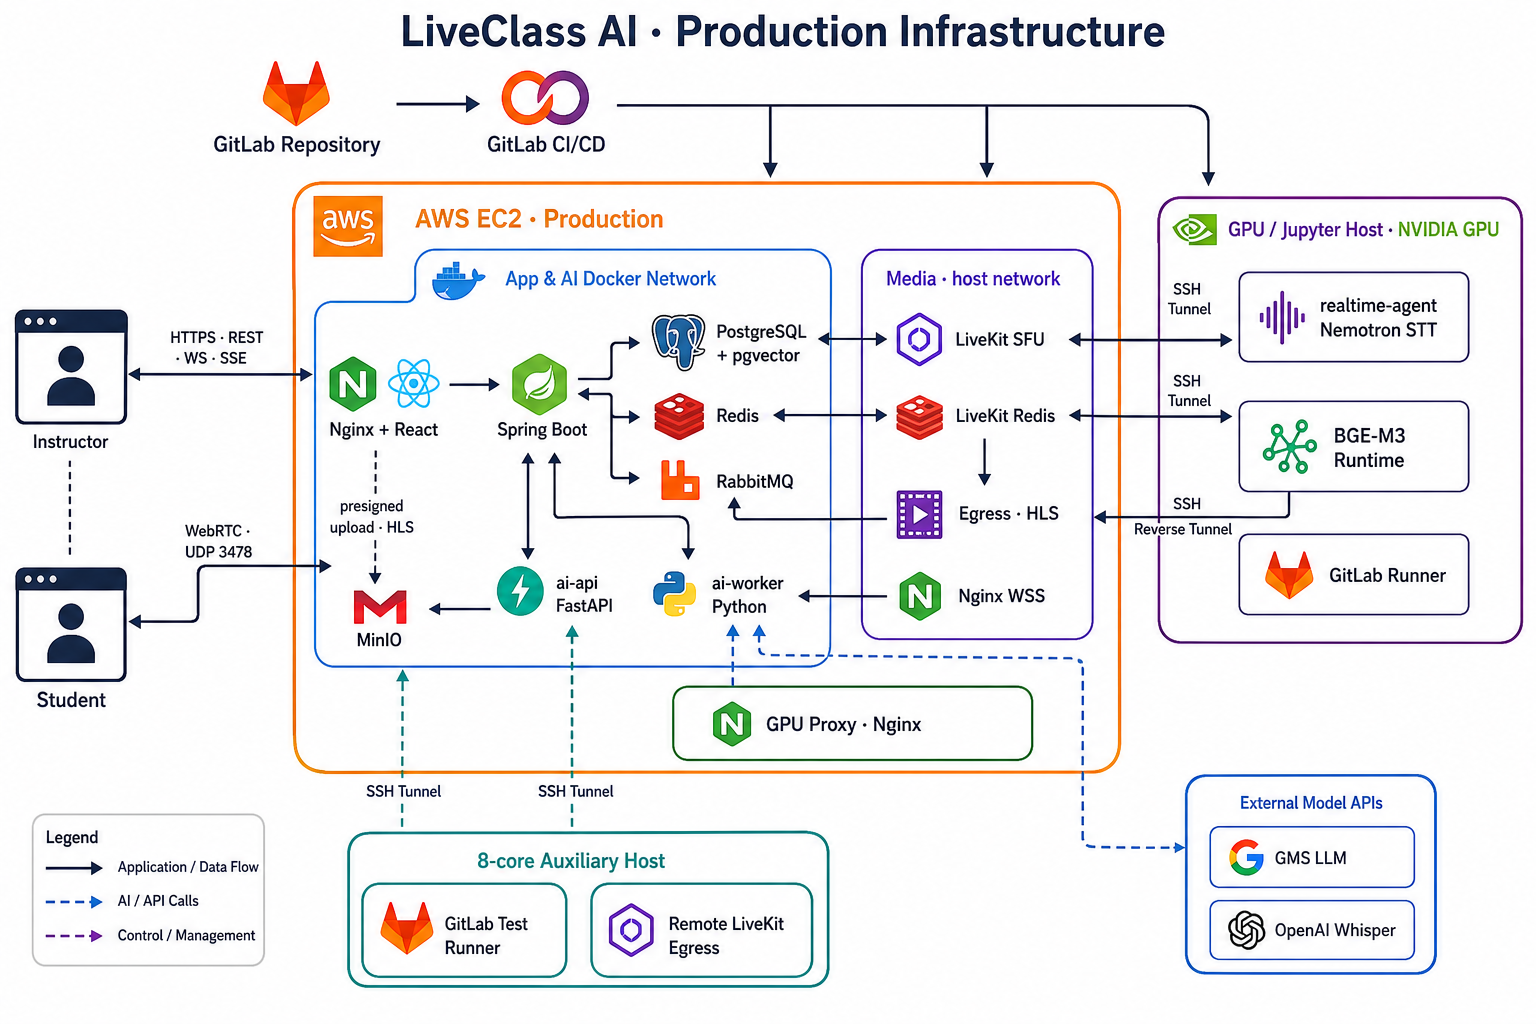 LiveClass AI · Production Infrastructure
GitLab Repository
GitLab CI/CD
aws
AWS EC2 · Production
GPU / Jupyter Host · NVIDIA GPU
App & AI Docker Network
Media · host network
SSH
Tunnel
realtime-agent
Nemotron STT
HTTPS · REST
· WS · SSE
PostgreSQL
+ pgvector
LiveKit SFU
SSH
Tunnel
Instructor
Nginx + React
Spring Boot
Redis
LiveKit Redis
BGE-M3
Runtime
RabbitMQ
presigned
upload · HLS
Egress · HLS
SSH
Reverse Tunnel
WebRTC ·
UDP 3478
ai-api
FastAPI
ai-worker
Python
Nginx WSS
GitLab Runner
MinIO
Student
GPU Proxy · Nginx
SSH Tunnel
SSH Tunnel
External Model APIs
GMS LLM
OpenAI Whisper
Legend
Application / Data Flow
AI / API Calls
Control / Management
8-core Auxiliary Host
GitLab Test
Runner
Remote LiveKit
Egress